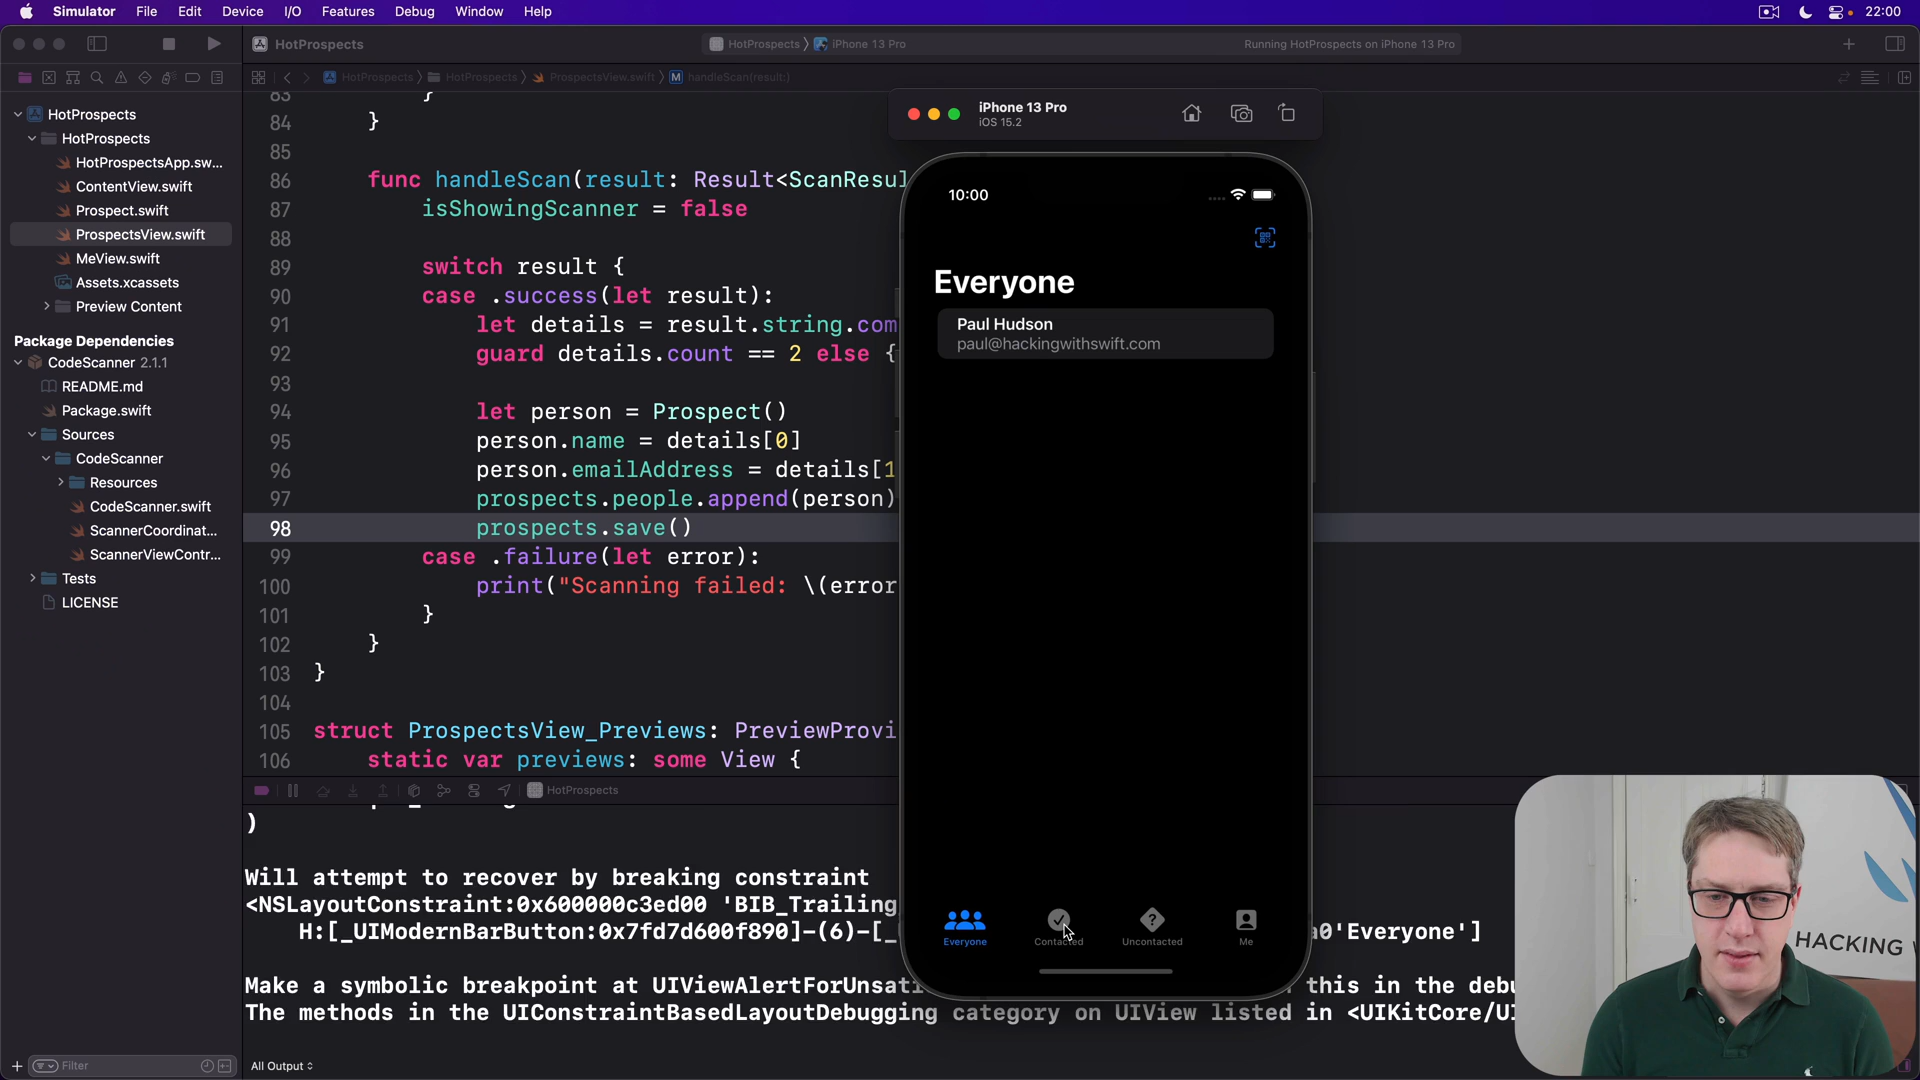 Simulator File Edit Device I/O Features Debug Window Help 22:00
HotProspects HotProspects iPhone 13 Pro Running HotProspects on iPhone 13 Pro
HotProspects HotProspects ProspectsView.swift M handleScan(result:)
HotProspects
HotProspects
HotProspectsApp.sw...
ContentView.swift
Prospect.swift
ProspectsView.swift
MeView.swift
Assets.xcassets
Preview Content
Package Dependencies
CodeScanner 2.1.1
README.md
Package.swift
Sources
CodeScanner
Resources
CodeScanner.swift
ScannerCoordinat...
ScannerViewContr...
Tests
LICENSE
Filter
83 }
84 }
85
86 func handleScan(result: Result<ScanResul
87 isShowingScanner = false
88
89 switch result {
90 case .success(let result):
91 let details = result.string.com
92 guard details.count == 2 else {
93
94 let person = Prospect()
95 person.name = details[0]
96 person.emailAddress = details[1
97 prospects.people.append(person)
98 prospects.save()
99 case .failure(let error):
100 print("Scanning failed: \(error
101 }
102 }
103 }
104
105 struct ProspectsView_Previews: PreviewProvi
106 static var previews: some View {
HotProspects
)
Will attempt to recover by breaking constraint
<NSLayoutConstraint:0x600000c3ed00 'BIB_Trailing
H:[_UIModernBarButton:0x7fd7d600f890]-(6)-[_ a0'Everyone']
Make a symbolic breakpoint at UIViewAlertForUnsati this in the debu
The methods in the UIConstraintBasedLayoutDebugging category on UIView listed in <UIKitCore/UI
All Output
iPhone 13 Pro
iOS 15.2
10:00
Everyone
Paul Hudson
paul@hackingwithswift.com
Everyone Contacted Uncontacted Me
HACKING W